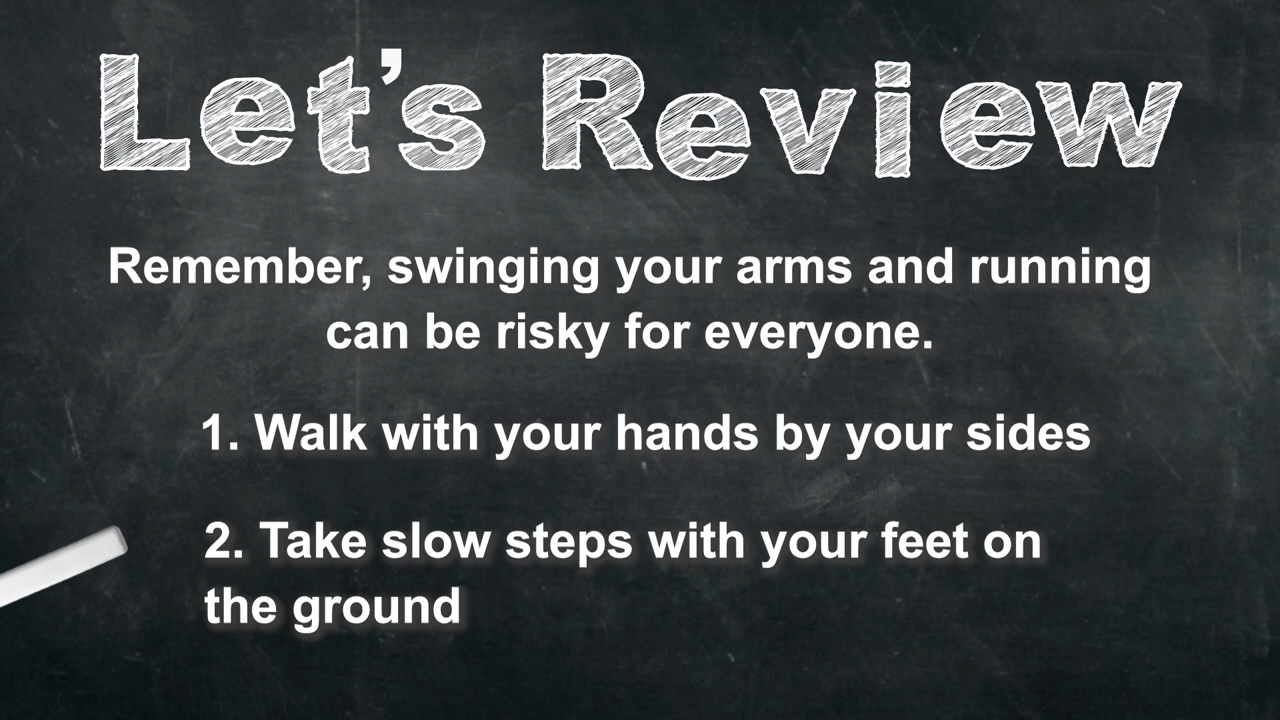 Let's Review
Remember, swinging your arms and running
can be risky for everyone.
1. Walk with your hands by your sides
2. Take slow steps with your feet on
the ground